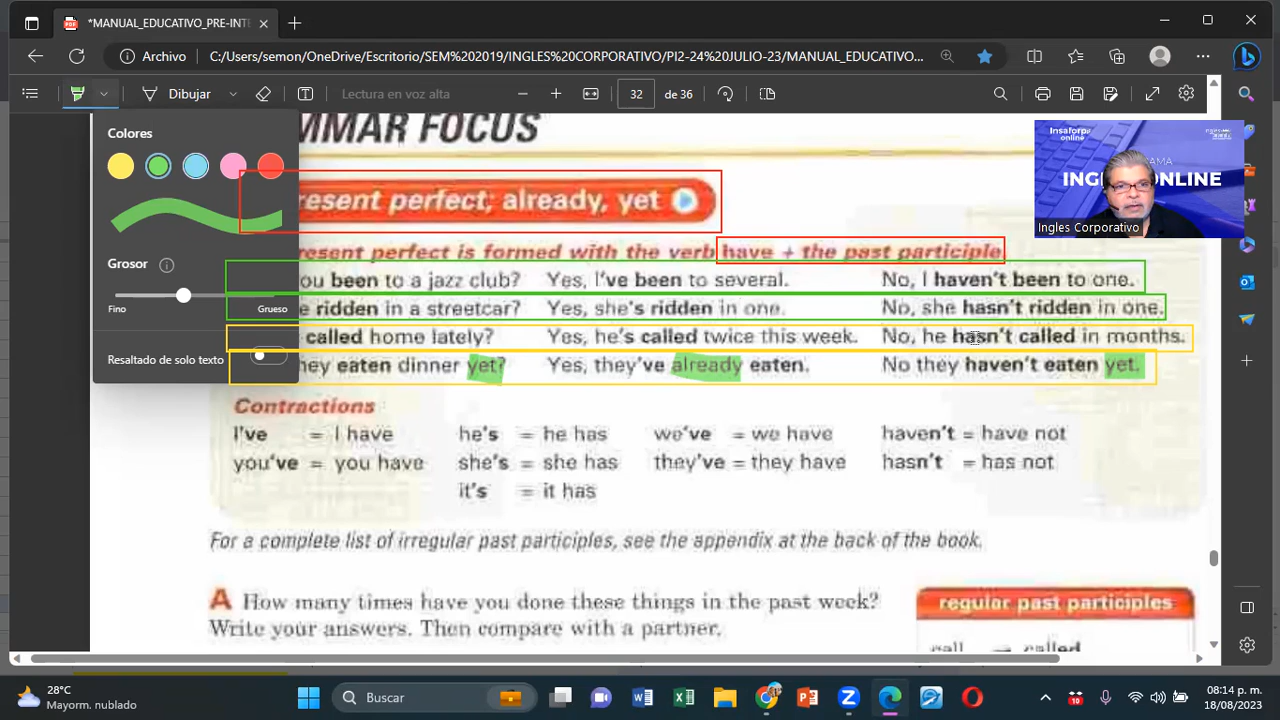 *MANUAL_EDUCATIVO_PRE-INT
Archivo
C:/Users/semon/OneDrive/Escritorio/SEM%202019/INGLES%20CORPORATIVO/PI2-24%20JULIO-23/MANUAL_EDUCATIVO...
Dibujar
Lectura en voz alta
32
de 36
Colores
Grosor
Fino
Grueso
Resaltado de solo texto
MMAR FOCUS
resent perfect; already, yet
resent perfect is formed with the verb have + the past participle
ou been to a jazz club? Yes, I've been to several. No, I haven't been to one.
e ridden in a streetcar? Yes, she's ridden in one. No, she hasn't ridden in one.
called home lately? Yes, he's called twice this week. No, he hasn't called in months.
hey eaten dinner yet? Yes, they've already eaten. No they haven't eaten yet.
Contractions
I've = I have he's = he has we've = we have haven't = have not
you've = you have she's = she has they've = they have hasn't = has not
it's = it has
For a complete list of irregular past participles, see the appendix at the back of the book.
A How many times have you done these things in the past week?
Write your answers. Then compare with a partner.
regular past participles
call → called
Insaforp
online
AMA
INGL ONLINE
Ingles Corporativo
28°C
Mayorm. nublado
Buscar
10
08:14 p. m.
18/08/2023